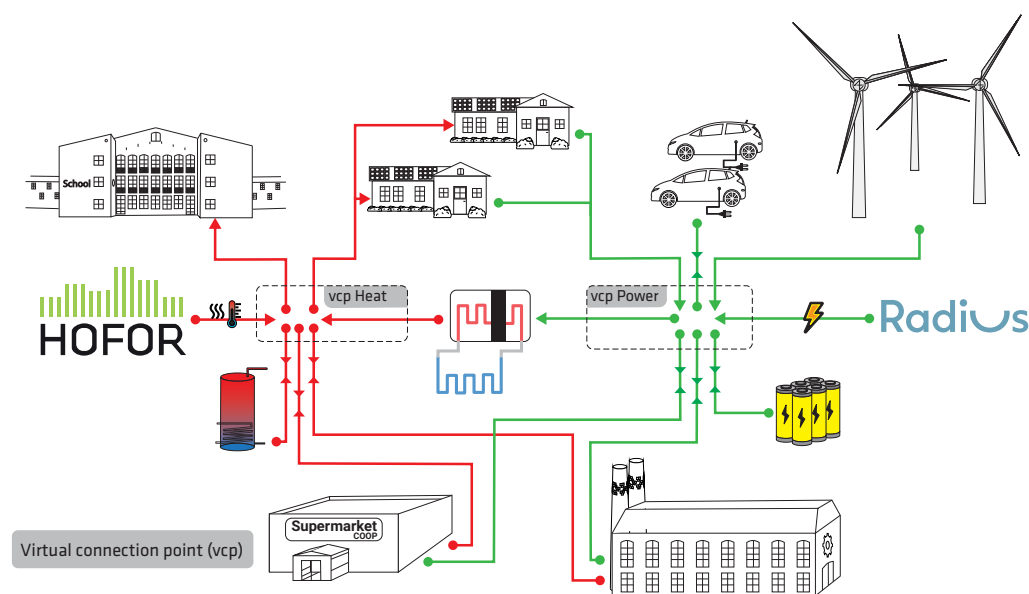 School
vcp Heat
vcp Power
HOFOR
Radius
Supermarket
COOP
Virtual connection point (vcp)